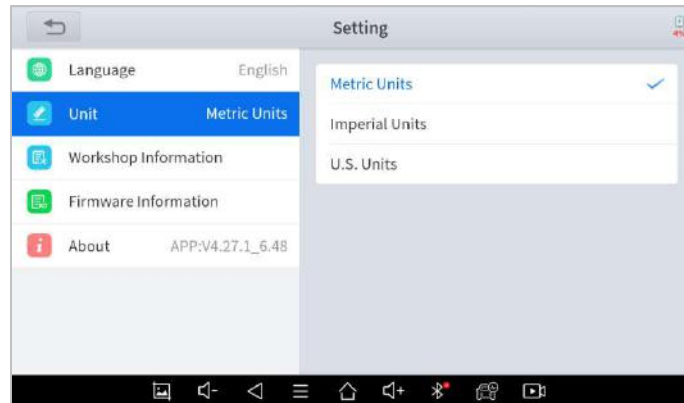 Setting
Language English
Unit Metric Units
Workshop Information
Firmware Information
About APP:V4.27.1_6.48
Metric Units
Imperial Units
U.S. Units